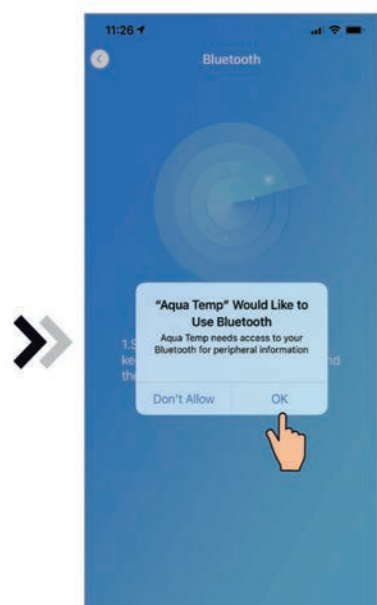 11:26
Bluetooth
“Aqua Temp” Would Like to
Use Bluetooth
Aqua Temp needs access to your
Bluetooth for peripheral information
Don't Allow
OK